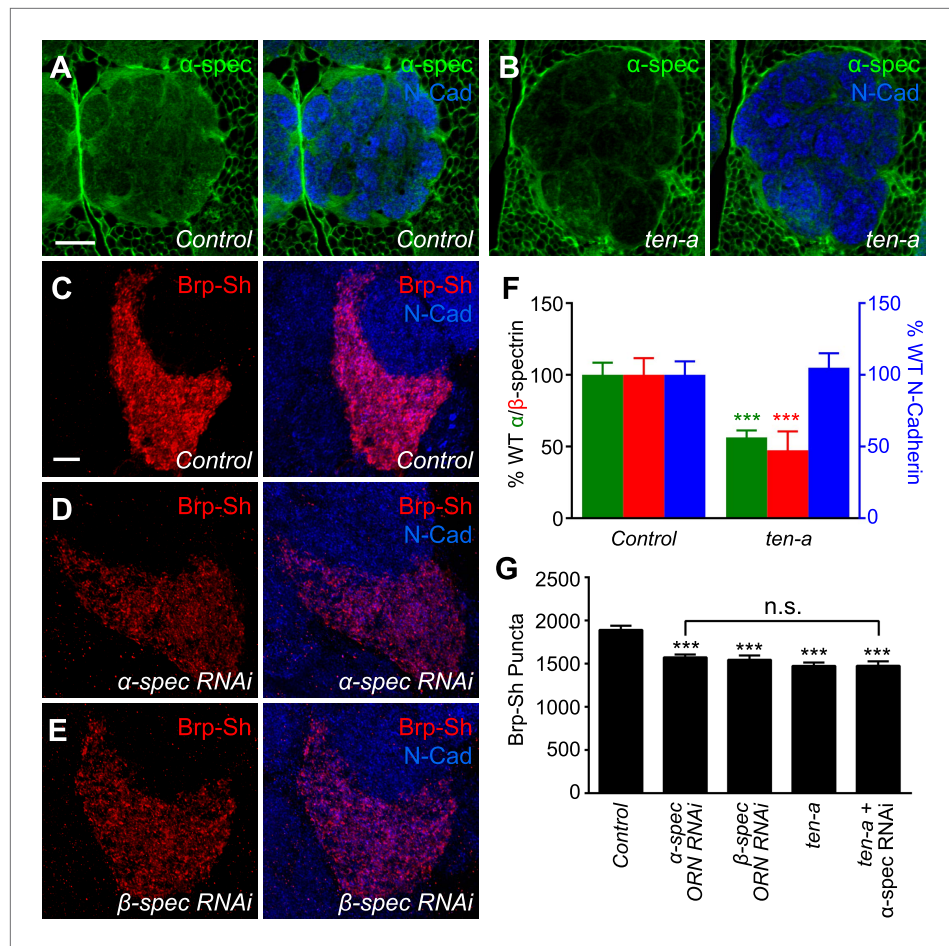 A
α-spec
α-spec
N-Cad
Control
Control
B
α-spec
α-spec
N-Cad
ten-a
ten-a
C
Brp-Sh
Brp-Sh
N-Cad
Control
Control
D
Brp-Sh
Brp-Sh
N-Cad
α-spec RNAi
α-spec RNAi
E
Brp-Sh
Brp-Sh
N-Cad
β-spec RNAi
β-spec RNAi
F
% WT α/β-spectrin
150
100
50
0
*** ***
150
100
50
0
% WT N-Cadherin
Control
ten-a
G
Brp-Sh Puncta
2500
2000
1500
1000
500
0
n.s.
*** *** *** ***
Control
α-spec
ORN RNAi
β-spec
ORN RNAi
ten-a
ten-a +
α-spec RNAi